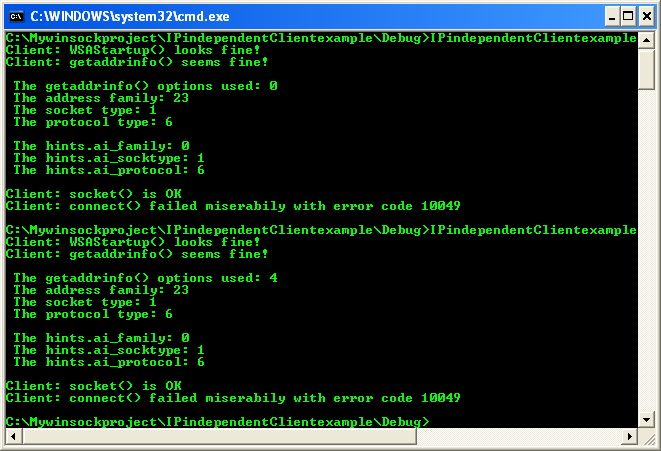 C:\WINDOWS\system32\cmd.exe
C:\Mywinsockproject\IPindependentClientexample\Debug>IPindependentClientexample
Client: WSAStartup() looks fine!
Client: getaddrinfo() seems fine!
The getaddrinfo() options used: 0
The address family: 23
The socket type: 1
The protocol type: 6
The hints.ai_family: 0
The hints.ai_socktype: 1
The hints.ai_protocol: 6
Client: socket() is OK
Client: connect() failed miserabily with error code 10049
C:\Mywinsockproject\IPindependentClientexample\Debug>IPindependentClientexample
Client: WSAStartup() looks fine!
Client: getaddrinfo() seems fine!
The getaddrinfo() options used: 4
The address family: 23
The socket type: 1
The protocol type: 6
The hints.ai_family: 0
The hints.ai_socktype: 1
The hints.ai_protocol: 6
Client: socket() is OK
Client: connect() failed miserabily with error code 10049
C:\Mywinsockproject\IPindependentClientexample\Debug>